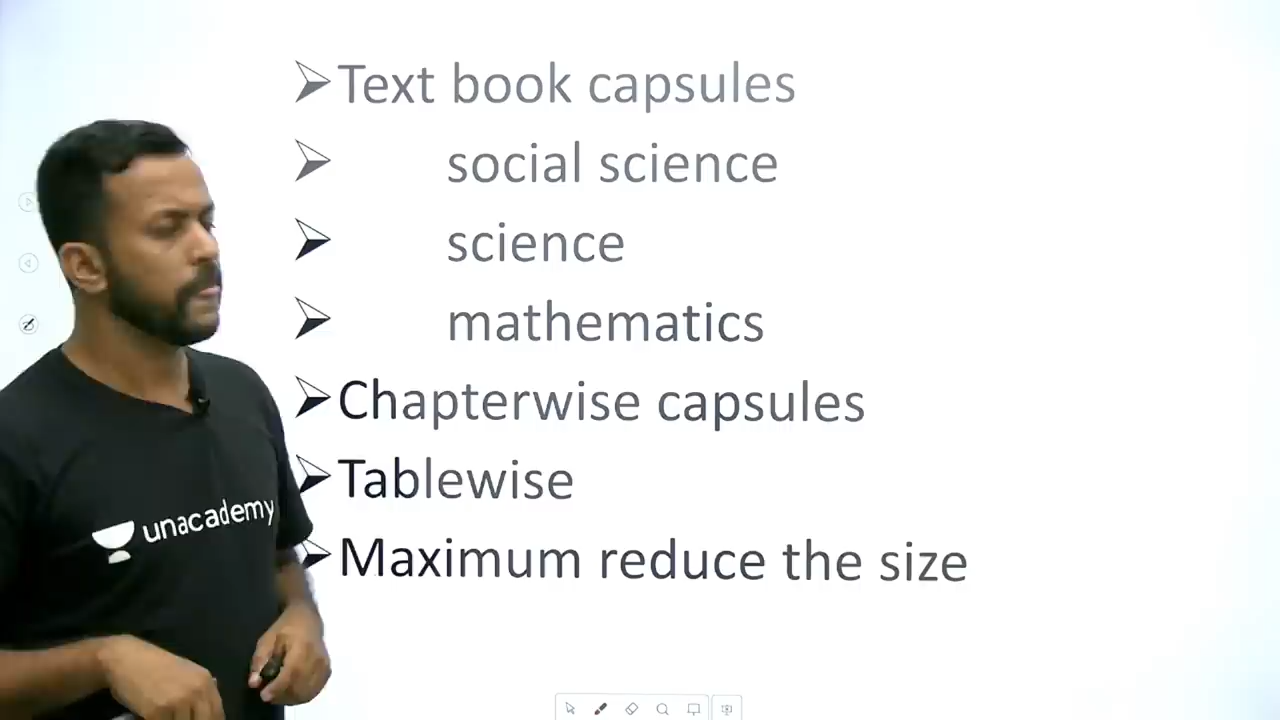 Text book capsules
social science
science
mathematics
Chapterwise capsules
Tablewise
Maximum reduce the size
unacademy